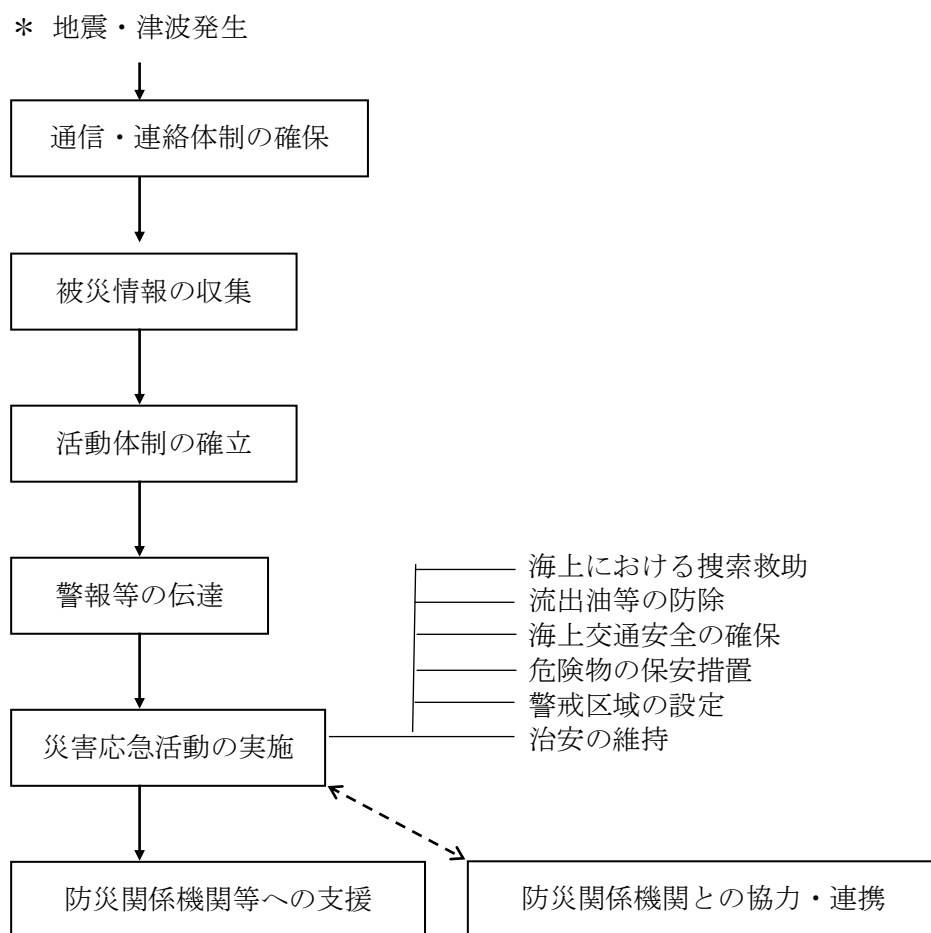 ＊ 地震・津波発生
通信・連絡体制の確保
被災情報の収集
活動体制の確立
警報等の伝達
海上における捜索救助
流出油等の防除
海上交通安全の確保
危険物の保安措置
警戒区域の設定
治安の維持
災害応急活動の実施
防災関係機関等への支援
防災関係機関との協力・連携